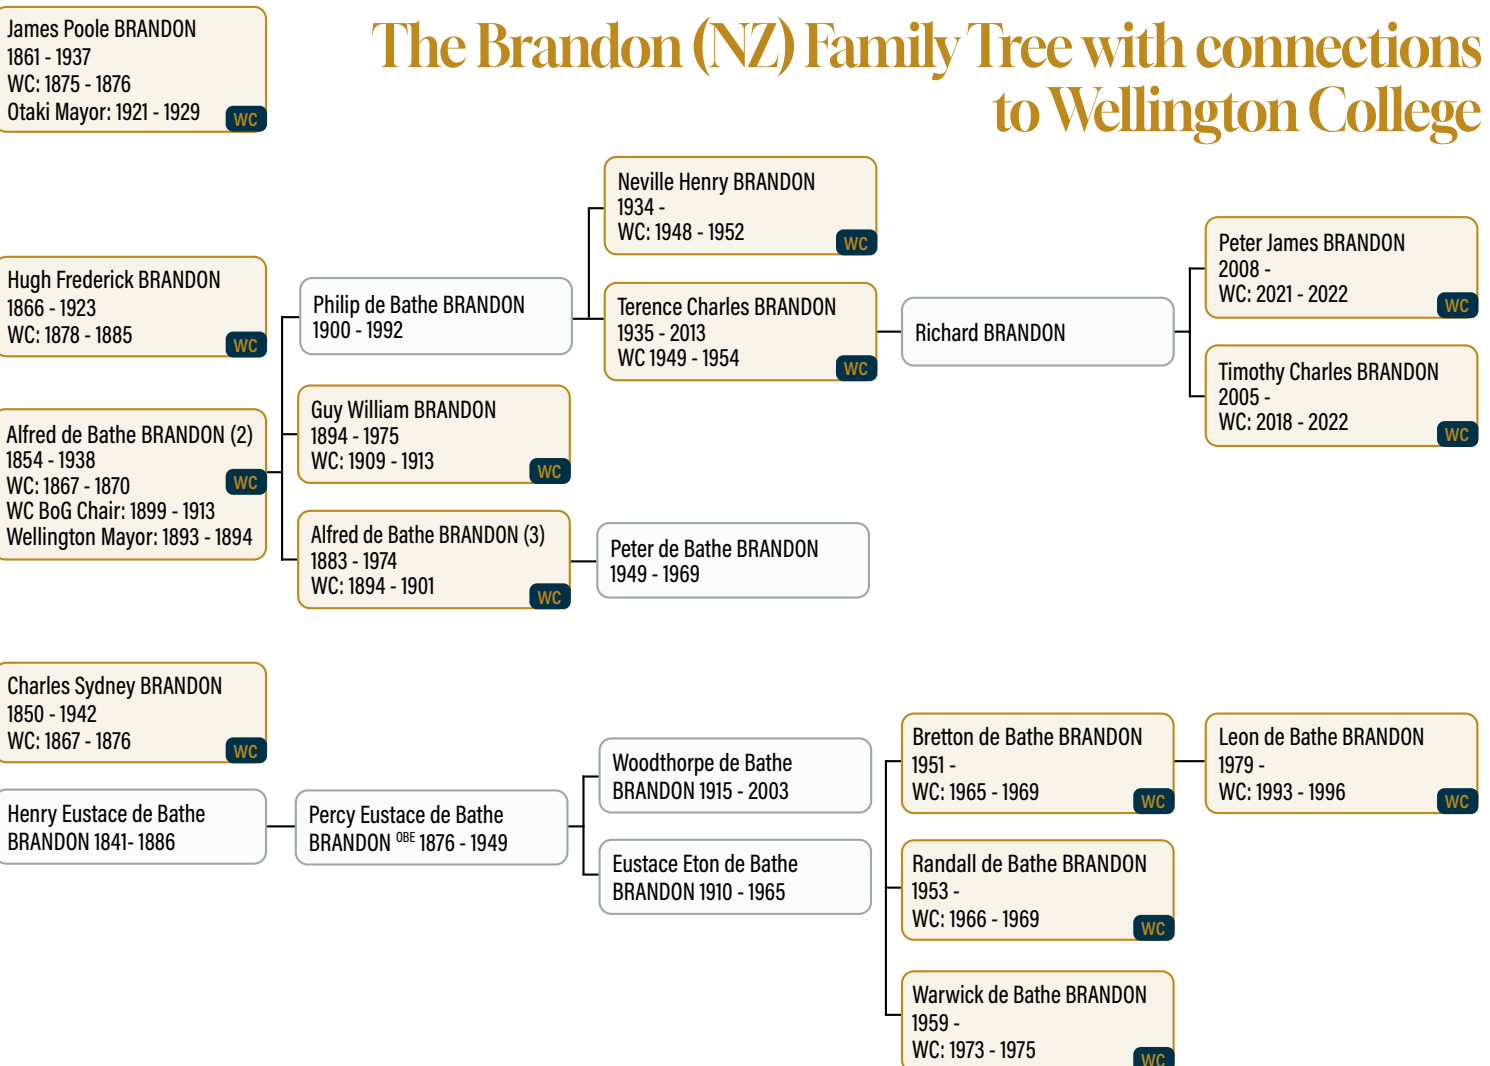 The Brandon (NZ) Family Tree with connections
to Wellington College
James Poole BRANDON
1861 - 1937
WC: 1875 - 1876
Otaki Mayor: 1921 - 1929
WC
Hugh Frederick BRANDON
1866 - 1923
WC: 1878 - 1885
WC
Alfred de Bathe BRANDON (2)
1854 - 1938
WC: 1867 - 1870
WC BoG Chair: 1899 - 1913
Wellington Mayor: 1893 - 1894
WC
Philip de Bathe BRANDON
1900 - 1992
Guy William BRANDON
1894 - 1975
WC: 1909 - 1913
WC
Alfred de Bathe BRANDON (3)
1883 - 1974
WC: 1894 - 1901
WC
Neville Henry BRANDON
1934 -
WC: 1948 - 1952
WC
Terence Charles BRANDON
1935 - 2013
WC 1949 - 1954
WC
Peter de Bathe BRANDON
1949 - 1969
Richard BRANDON
Peter James BRANDON
2008 -
WC: 2021 - 2022
WC
Timothy Charles BRANDON
2005 -
WC: 2018 - 2022
WC
Charles Sydney BRANDON
1850 - 1942
WC: 1867 - 1876
WC
Henry Eustace de Bathe
BRANDON 1841- 1886
Percy Eustace de Bathe
BRANDON OBE 1876 - 1949
Woodthorpe de Bathe
BRANDON 1915 - 2003
Eustace Eton de Bathe
BRANDON 1910 - 1965
Bretton de Bathe BRANDON
1951 -
WC: 1965 - 1969
WC
Randall de Bathe BRANDON
1953 -
WC: 1966 - 1969
WC
Warwick de Bathe BRANDON
1959 -
WC: 1973 - 1975
WC
Leon de Bathe BRANDON
1979 -
WC: 1993 - 1996
WC